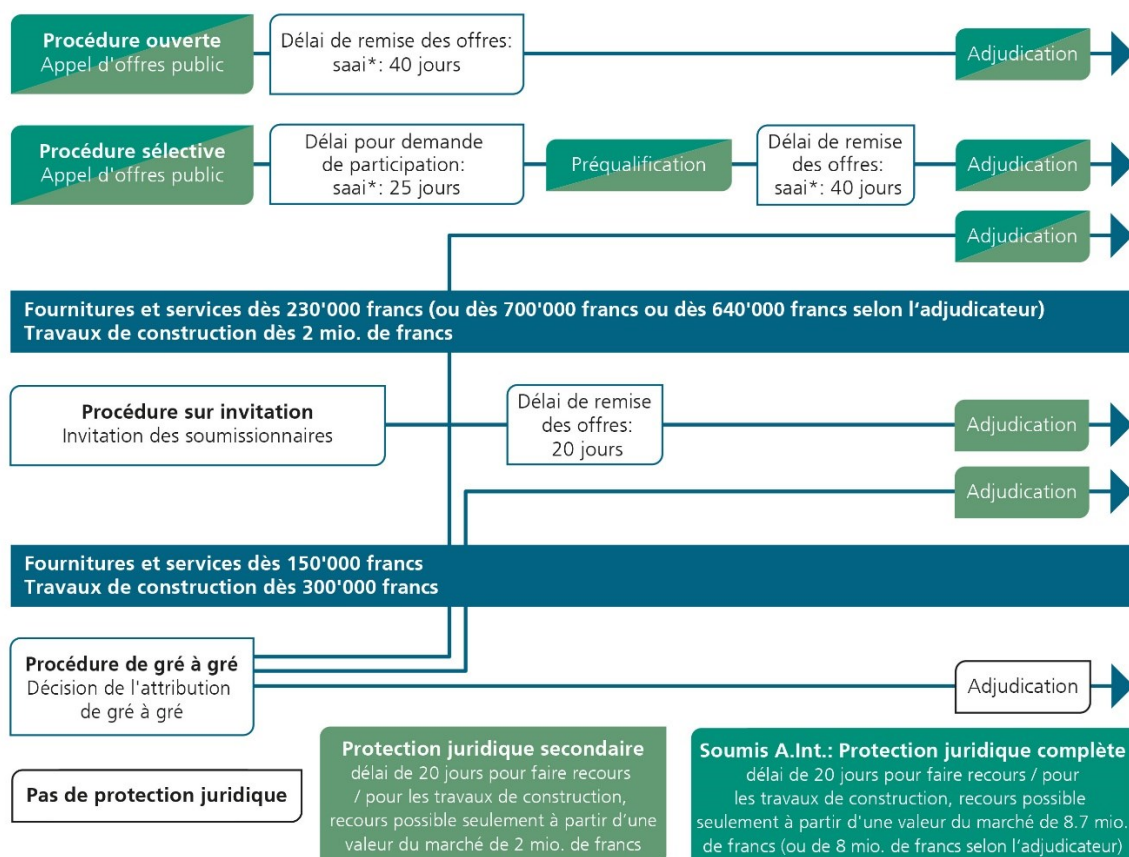 Procédure ouverte
Appel d'offres public
Délai de remise des offres:
saai*: 40 jours
Adjudication
Procédure sélective
Appel d'offres public
Délai pour demande
de participation:
saai*: 25 jours
Préqualification
Délai de remise
des offres:
saai*: 40 jours
Adjudication
Adjudication
Fournitures et services dès 230'000 francs (ou dès 700'000 francs ou dès 640'000 francs selon l‘adjudicateur)
Travaux de construction dès 2 mio. de francs
Procédure sur invitation
Invitation des soumissionnaires
Délai de remise
des offres:
20 jours
Adjudication
Adjudication
Fournitures et services dès 150'000 francs
Travaux de construction dès 300'000 francs
Procédure de gré à gré
Décision de l'attribution
de gré à gré
Adjudication
Pas de protection juridique
Protection juridique secondaire
délai de 20 jours pour faire recours
/ pour les travaux de construction,
recours possible seulement à partir d’une
valeur du marché de 2 mio. de francs
Soumis A.Int.: Protection juridique complète
délai de 20 jours pour faire recours / pour
les travaux de construction, recours possible
seulement à partir d'une valeur du marché de 8.7 mio.
de francs (ou de 8 mio. de francs selon l‘adjudicateur)